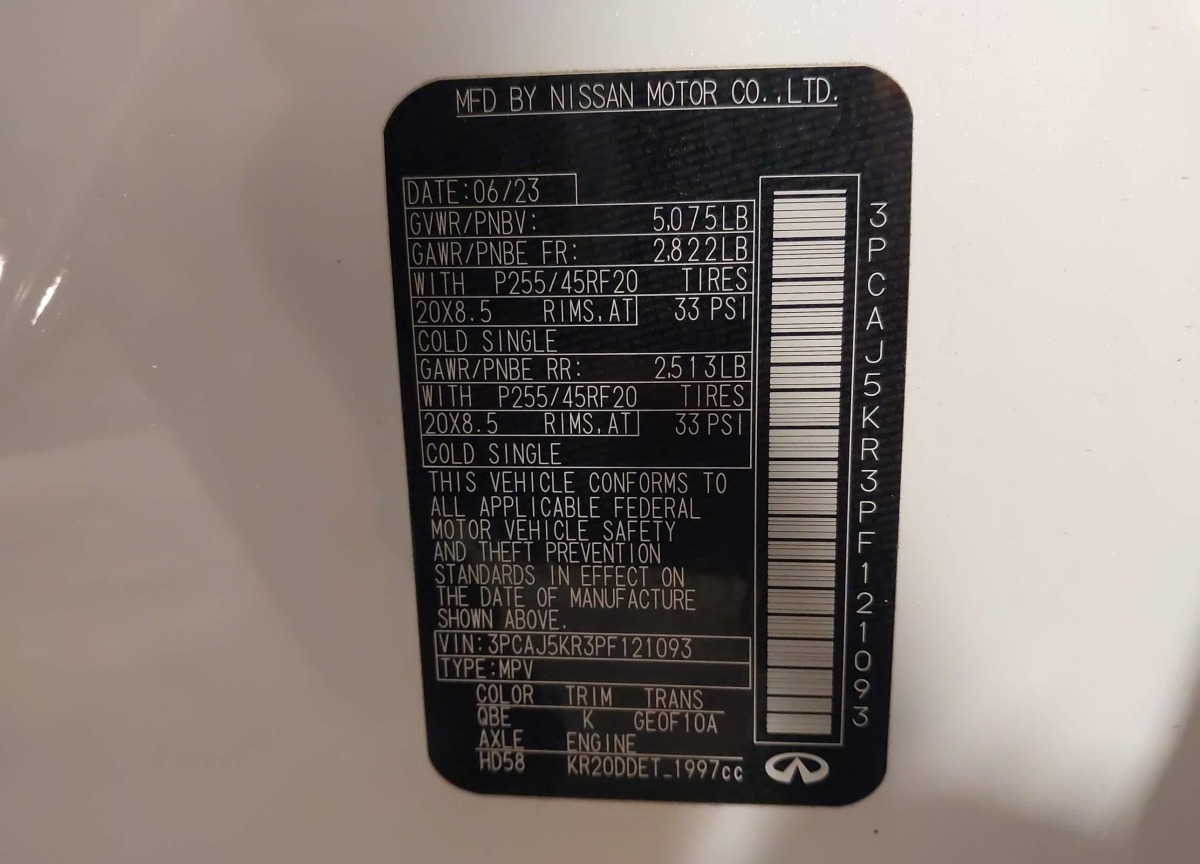 MFD BY NISSAN MOTOR CO.,LTD.
DATE:06/23
GVWR/PNBV: 5,075LB
GAWR/PNBE FR: 2,822LB
WITH P255/45RF20 TIRES
20X8.5 RIMS,AT 33 PSI
COLD SINGLE
GAWR/PNBE RR: 2,513LB
WITH P255/45RF20 TIRES
20X8.5 RIMS,AT 33 PSI
COLD SINGLE
THIS VEHICLE CONFORMS TO
ALL APPLICABLE FEDERAL
MOTOR VEHICLE SAFETY
AND THEFT PREVENTION
STANDARDS IN EFFECT ON
THE DATE OF MANUFACTURE
SHOWN ABOVE.
VIN:3PCAJ5KR3PF121093
TYPE:MPV
COLOR TRIM TRANS
QBE K GE0F10A
AXLE ENGINE
HD58 KR20DDET_1997cc
3PCAJ5KR3PF121093